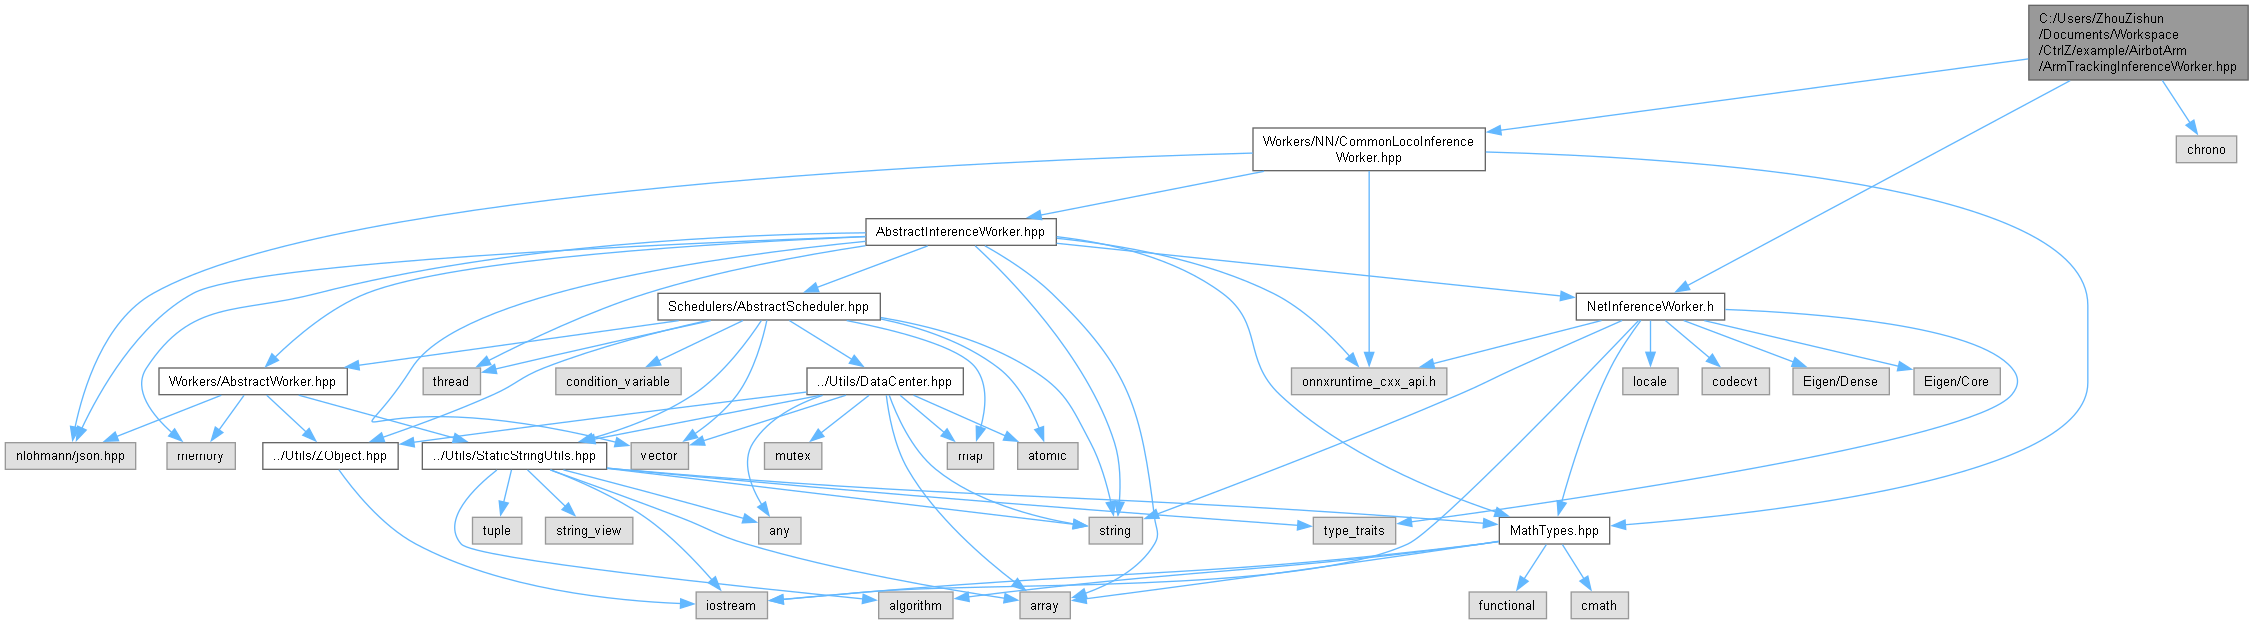 C:/Users/ZhouZishun
/Documents/Workspace
/CtrlZ/example/AirbotArm
/ArmTrackingInferenceWorker.hpp
Workers/NN/CommonLocoInference
Worker.hpp
chrono
AbstractInferenceWorker.hpp
Schedulers/AbstractScheduler.hpp
NetInferenceWorker.h
Workers/AbstractWorker.hpp
thread
condition_variable
../Utils/DataCenter.hpp
onnxruntime_cxx_api.h
locale
codecvt
Eigen/Dense
Eigen/Core
nlohmann/json.hpp
memory
../Utils/ZObject.hpp
../Utils/StaticStringUtils.hpp
vector
mutex
map
atomic
tuple
string_view
any
string
type_traits
MathTypes.hpp
iostream
algorithm
array
functional
cmath